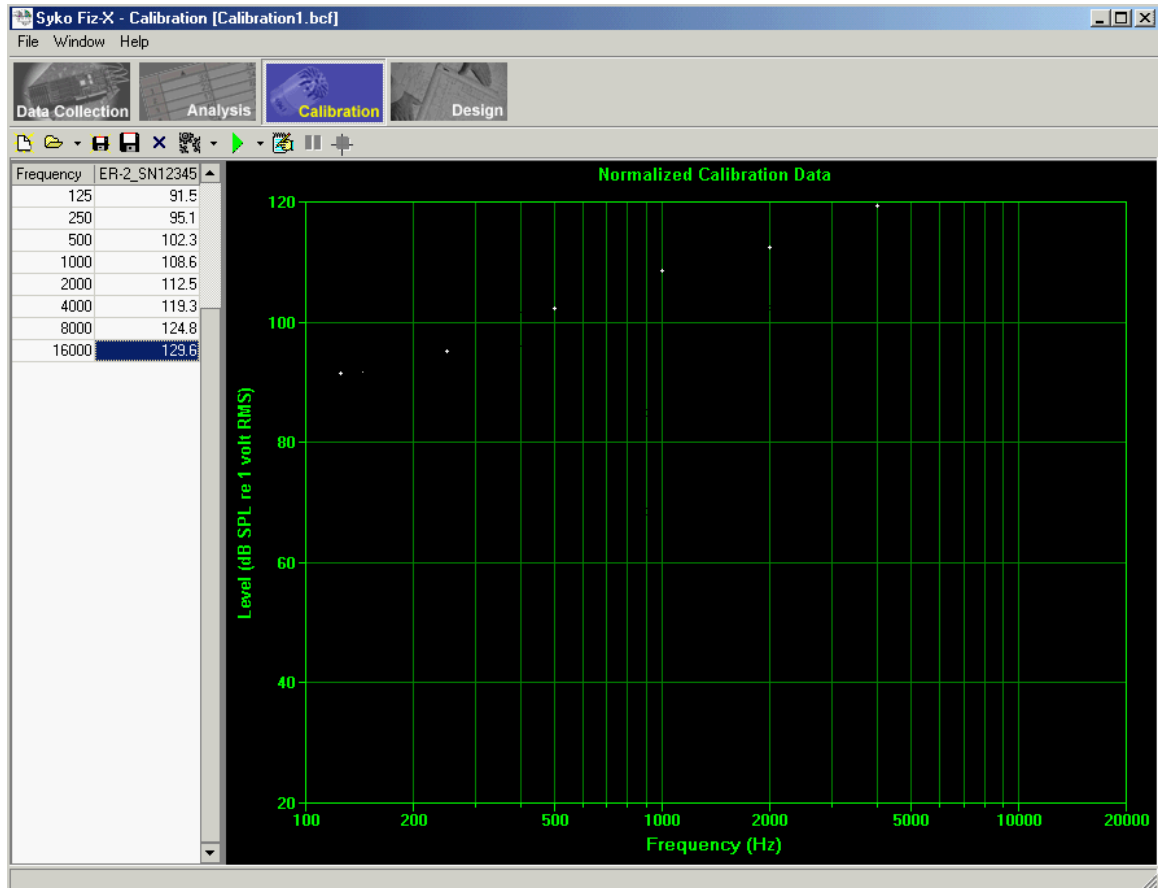 Syko Fiz-X - Calibration [Calibration1.bcf]
File Window Help
Data Collection Analysis Calibration Design
Frequency ER-2_SN12345
125 91.5
250 95.1
500 102.3
1000 108.6
2000 112.5
4000 119.3
8000 124.8
16000 129.6
Normalized Calibration Data
Level (dB SPL re 1 volt RMS)
120
100
80
60
40
20
100 200 500 1000 2000 5000 10000 20000
Frequency (Hz)